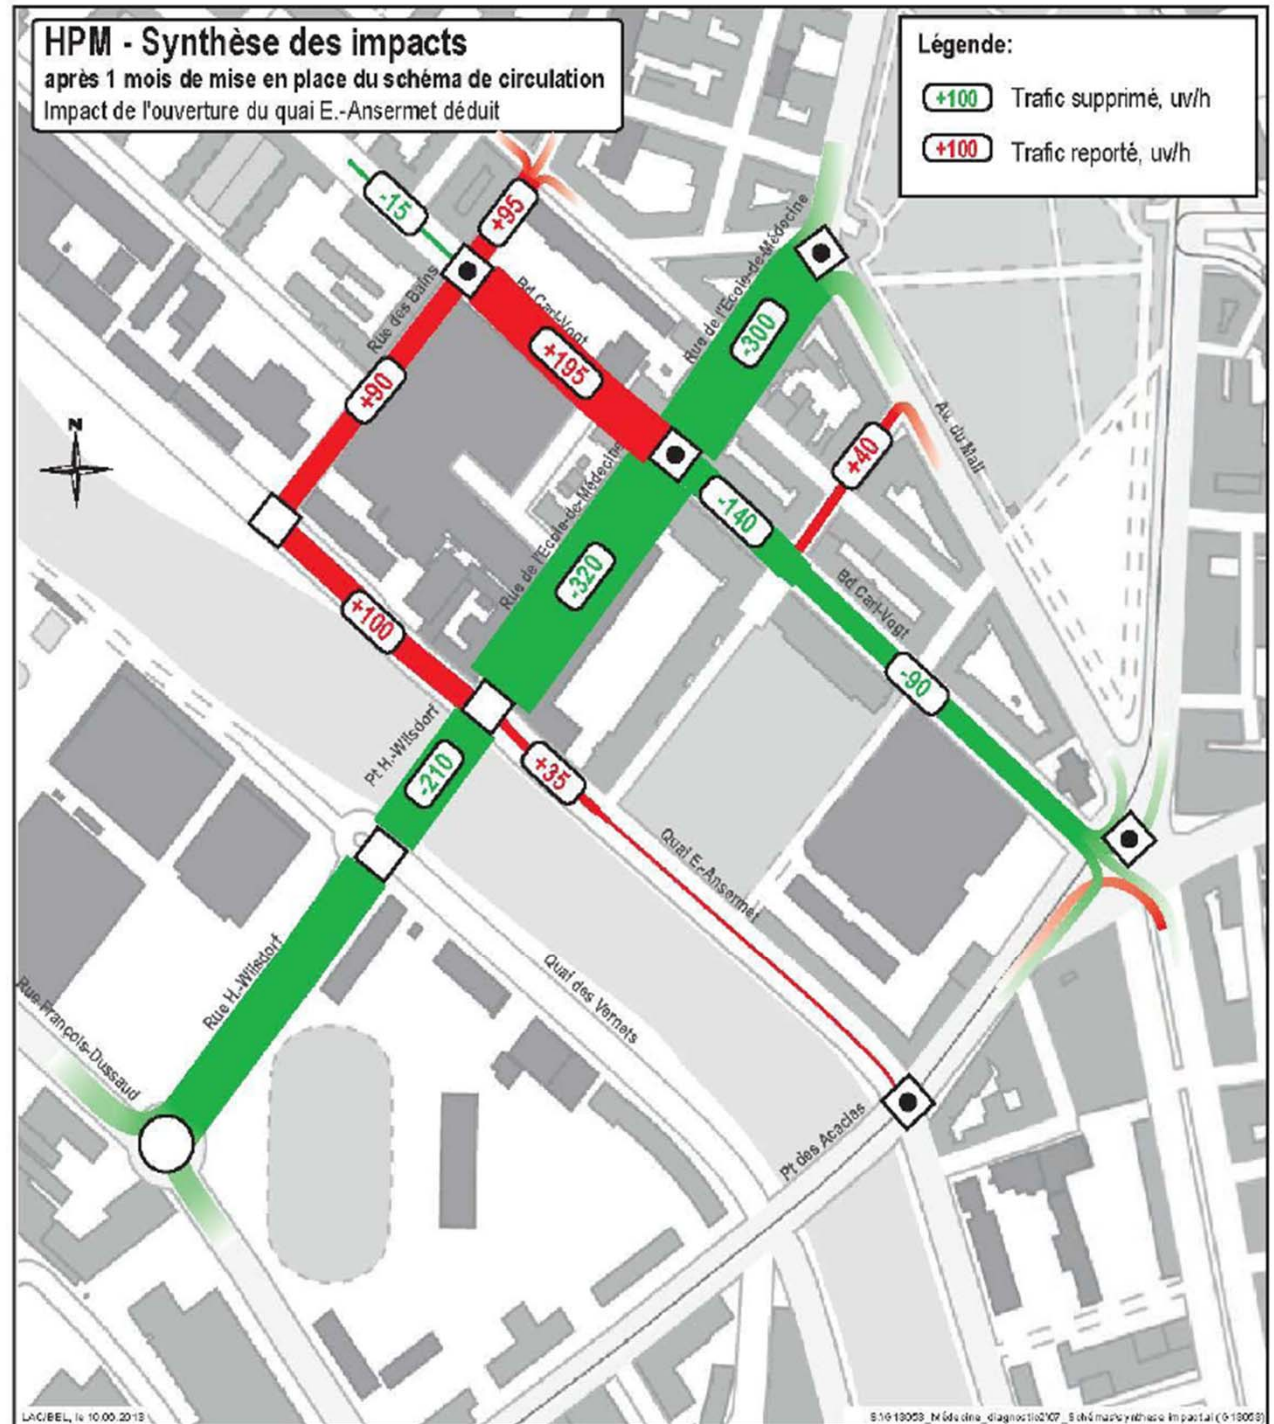 HPM - Synthèse des impacts
après 1 mois de mise en place du schéma de circulation
Impact de l'ouverture du quai E.-Ansermet déduit
Légende:
+100 Trafic supprimé, uv/h
+100 Trafic reporté, uv/h
-15
+95
Rue des Bains
Bd Carl-Vogt
+195
Rue de l'Ecole-de-Médecine
-300
+90
N
+40
Av. du Mail
Rue de l'Ecole-de-Médecine
-140
-320
Bd Carl-Vogt
+100
-90
Pt H.-Wilsdorf
-210
+35
Quai E.-Ansermet
Rue H.-Wilsdorf
Quai des Vernets
Rue François-Dussaud
Pt des Acacias
LAC/BEL, le